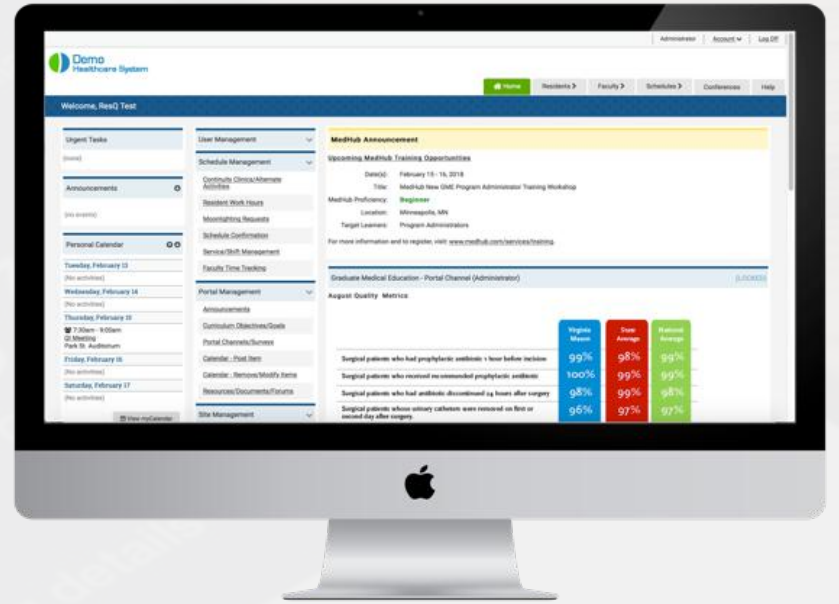 Administrator Account Log Off
Demo
Healthcare System
Home Residents Faculty Schedules Conferences Help
Welcome, ResQ Test
Urgent Tasks
(none)
Announcements
(no events)
Personal Calendar
Tuesday, February 13
(No activities)
Wednesday, February 14
(No activities)
Thursday, February 15
7:30am - 9:00am
QI Meeting
Park St. Auditorium
Friday, February 16
(No activities)
Saturday, February 17
(No activities)
View myCalendar
User Management
Schedule Management
Continuity Clinics/Alternate
Activities
Resident Work Hours
Moonlighting Requests
Schedule Confirmation
Service/Shift Management
Faculty Time Tracking
Portal Management
Announcements
Curriculum Objectives/Goals
Portal Channels/Surveys
Calendar - Post Item
Calendar - Remove/Modify Items
Resources/Documents/Forums
Site Management
MedHub Announcement
Upcoming MedHub Training Opportunities
Date(s): February 15 - 16, 2018
Title: MedHub New GME Program Administrator Training Workshop
MedHub Proficiency: Beginner
Location: Minneapolis, MN
Target Learners: Program Administrators
For more information and to register, visit: www.medhub.com/services/training.
Graduate Medical Education - Portal Channel (Administrator) [LOCKED]
August Quality Metrics
Virginia Mason State Average National Average
Surgical patients who had prophylactic antibiotic 1 hour before incision 99% 98% 99%
Surgical patients who received recommended prophylactic antibiotic 100% 99% 99%
Surgical patients who had antibiotic discontinued 24 hours after surgery 98% 99% 98%
Surgical patients whose urinary catheters were removed on first or
second day after surgery. 96% 97% 97%
details